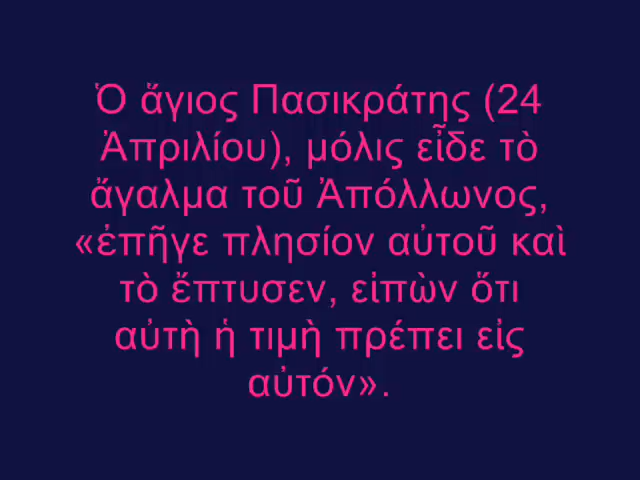 Ὁ ἅγιος Πασικράτης (24
Ἀπριλίου), μόλις εἶδε τὸ
ἄγαλμα τοῦ Ἀπόλλωνος,
«ἐπῆγε πλησίον αὐτοῦ καὶ
τὸ ἔπτυσεν, εἰπὼν ὅτι
αὐτὴ ἡ τιμὴ πρέπει εἰς
αὐτόν».